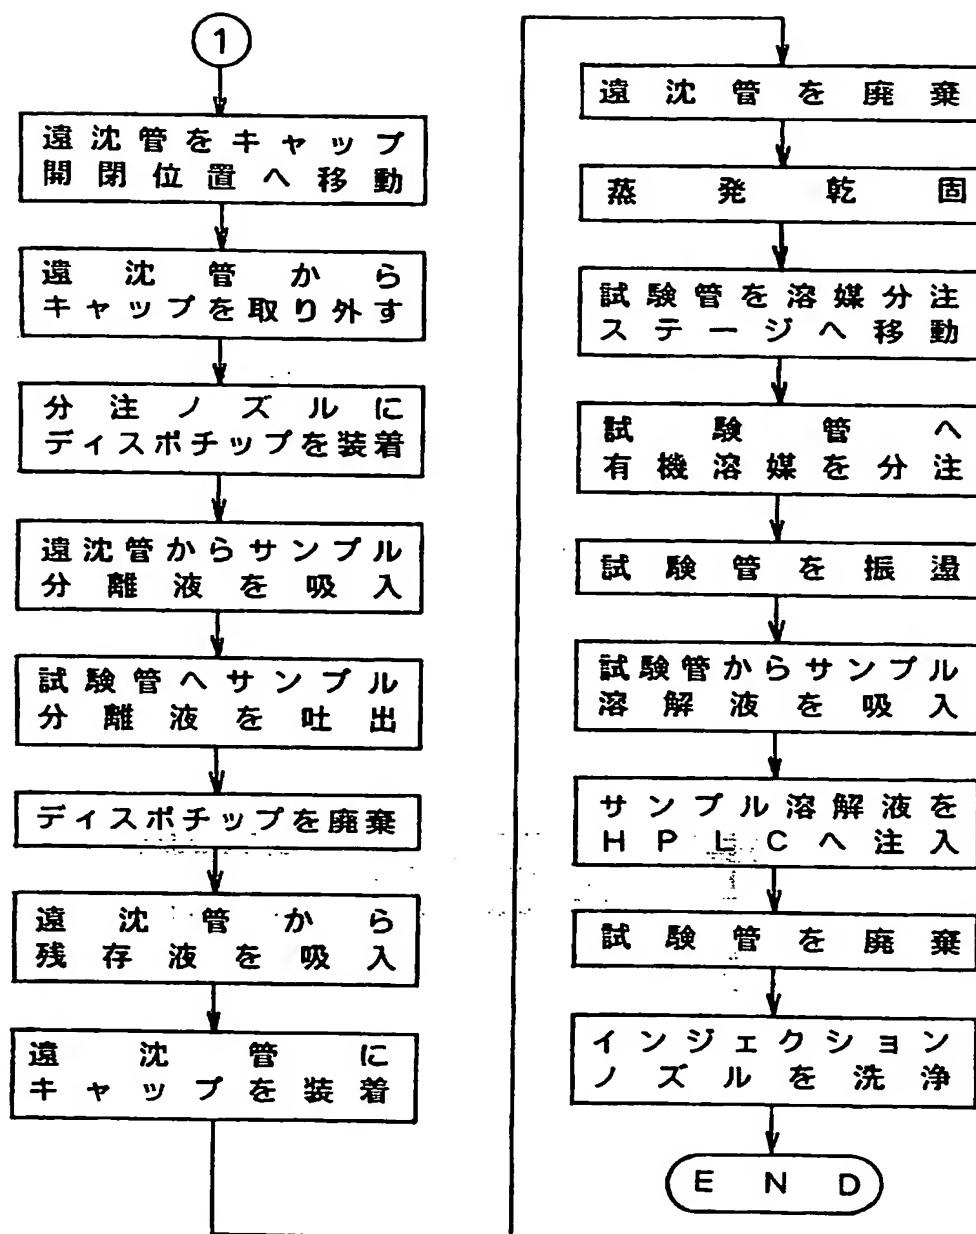 1
遠沈管をキャップ
開閉位置へ移動
遠沈管から
キャップを取り外す
分注ノズルに
ディスポチップを装着
遠沈管からサンプル
分離液を吸入
試験管へサンプル
分離液を吐出
ディスポチップを廃棄
遠沈管から
残存液を吸入
遠沈管に
キャップを装着
遠沈管を廃棄
蒸発乾固
試験管を溶媒分注
ステージへ移動
試験管へ
有機溶媒を分注
試験管を振盪
試験管からサンプル
溶解液を吸入
サンプル溶解液を
HPLCへ注入
試験管を廃棄
インジェクション
ノズルを洗浄
END